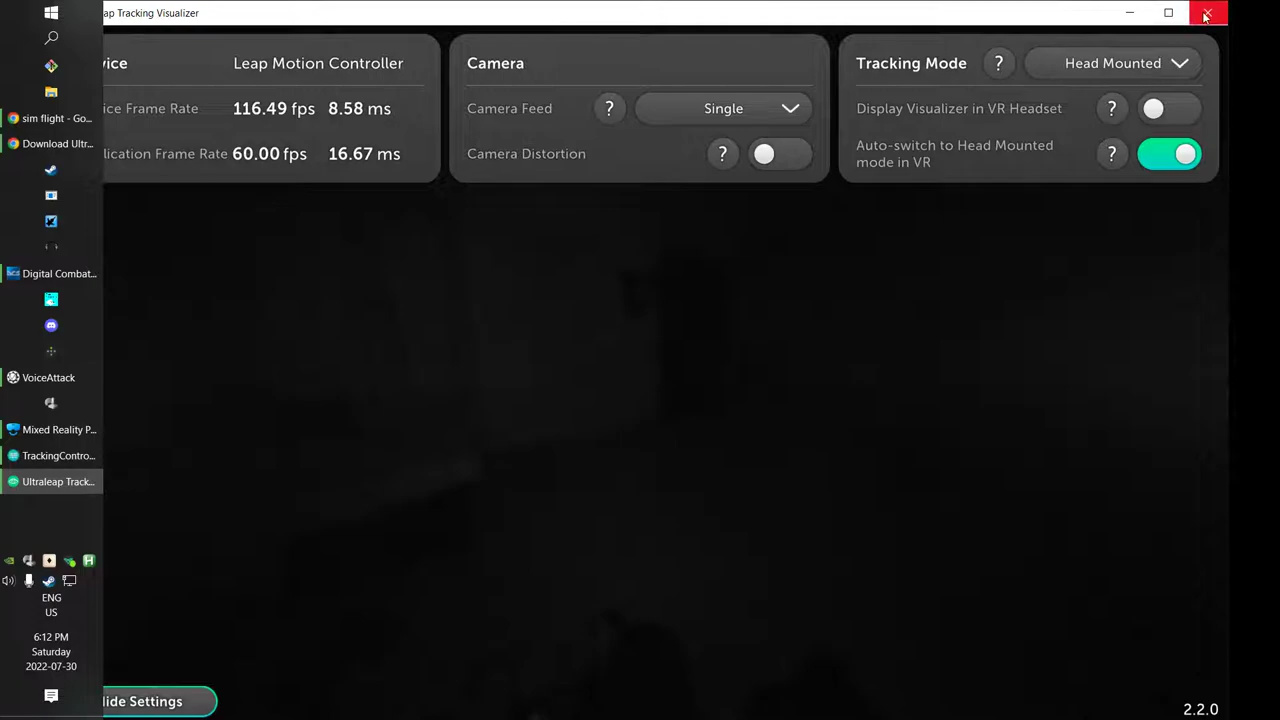 ap Tracking Visualizer
vice
Leap Motion Controller
ice Frame Rate
116.49 fps
8.58 ms
lication Frame Rate
60.00 fps
16.67 ms
Camera
Camera Feed
?
Single
Camera Distortion
?
Tracking Mode
?
Head Mounted
Display Visualizer in VR Headset
?
Auto-switch to Head Mounted
mode in VR
?
sim flight - Go...
Download Ultr...
Digital Combat...
VoiceAttack
Mixed Reality P...
TrackingContro...
Ultraleap Track...
ENG
US
6:12 PM
Saturday
2022-07-30
lide Settings
2.2.0